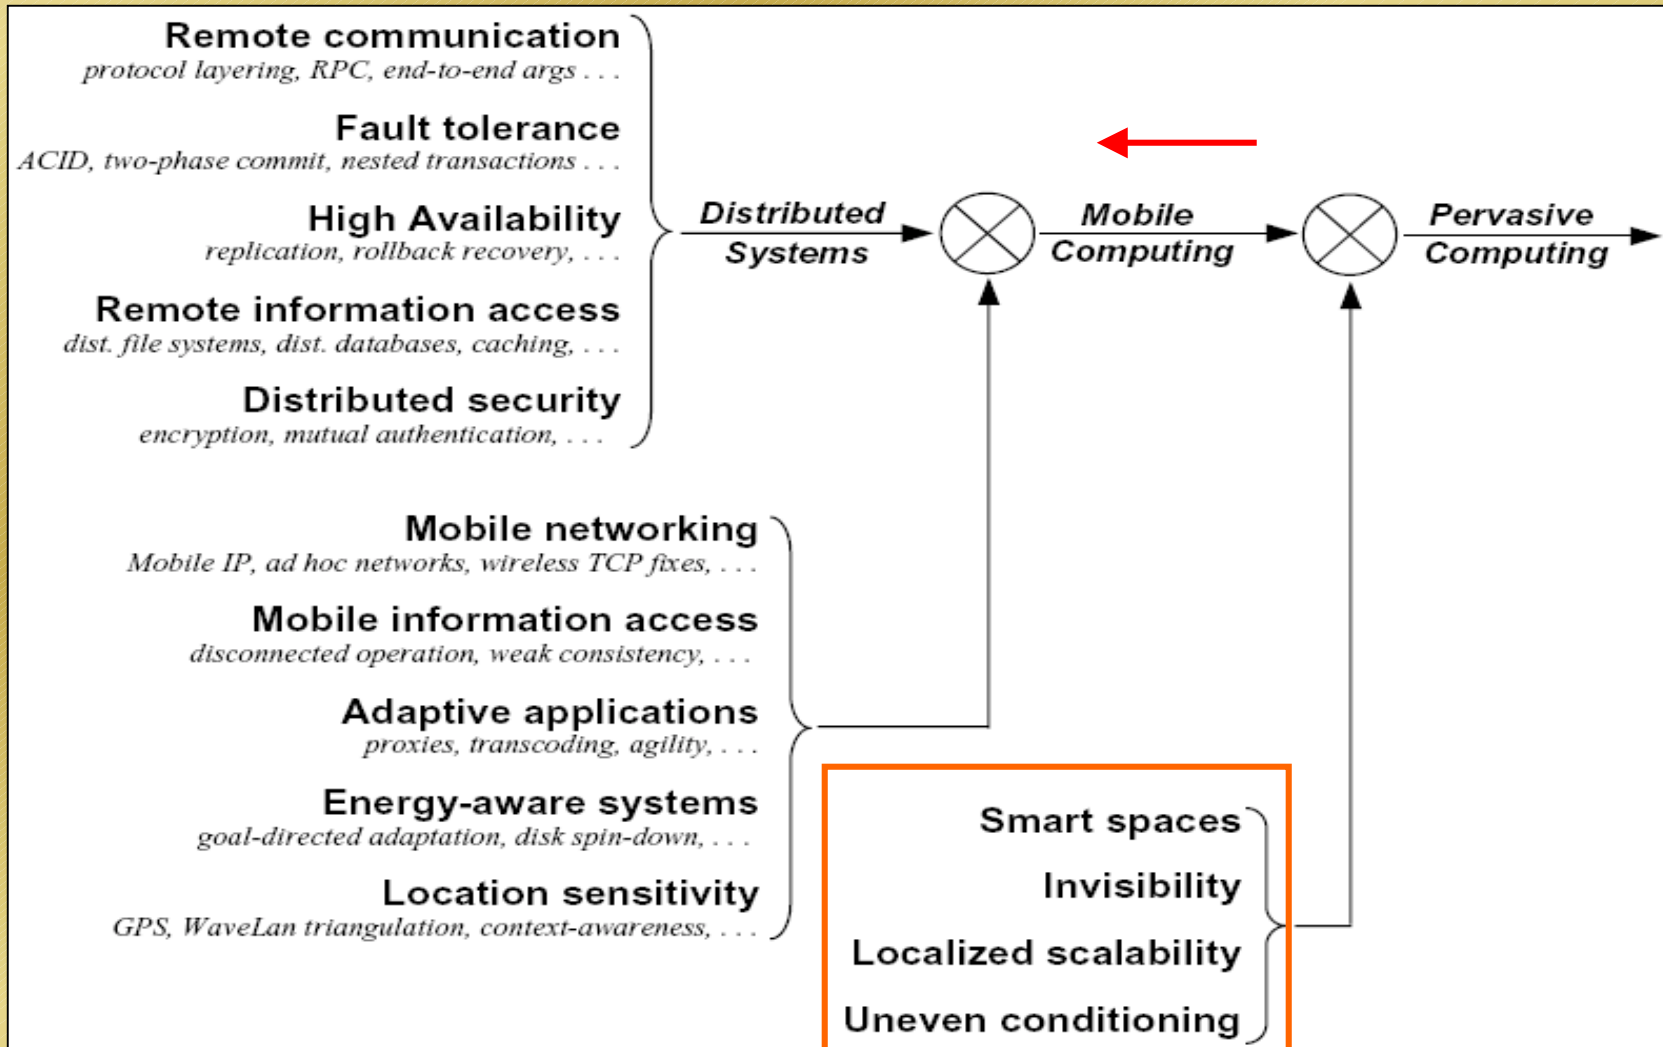 Remote communication
protocol layering, RPC, end-to-end args . . .
Fault tolerance
ACID, two-phase commit, nested transactions . . .
High Availability
replication, rollback recovery, . . .
Remote information access
dist. file systems, dist. databases, caching, . . .
Distributed security
encryption, mutual authentication, . . .
Distributed
Systems
Mobile
Computing
Pervasive
Computing
Mobile networking
Mobile IP, ad hoc networks, wireless TCP fixes, . . .
Mobile information access
disconnected operation, weak consistency, . . .
Adaptive applications
proxies, transcoding, agility, . . .
Energy-aware systems
goal-directed adaptation, disk spin-down, . . .
Location sensitivity
GPS, WaveLan triangulation, context-awareness, . . .
Smart spaces
Invisibility
Localized scalability
Uneven conditioning